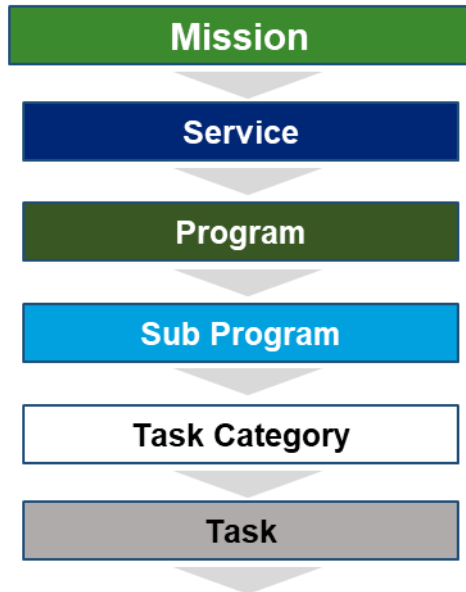 Mission
Service
Program
Sub Program
Task Category
Task